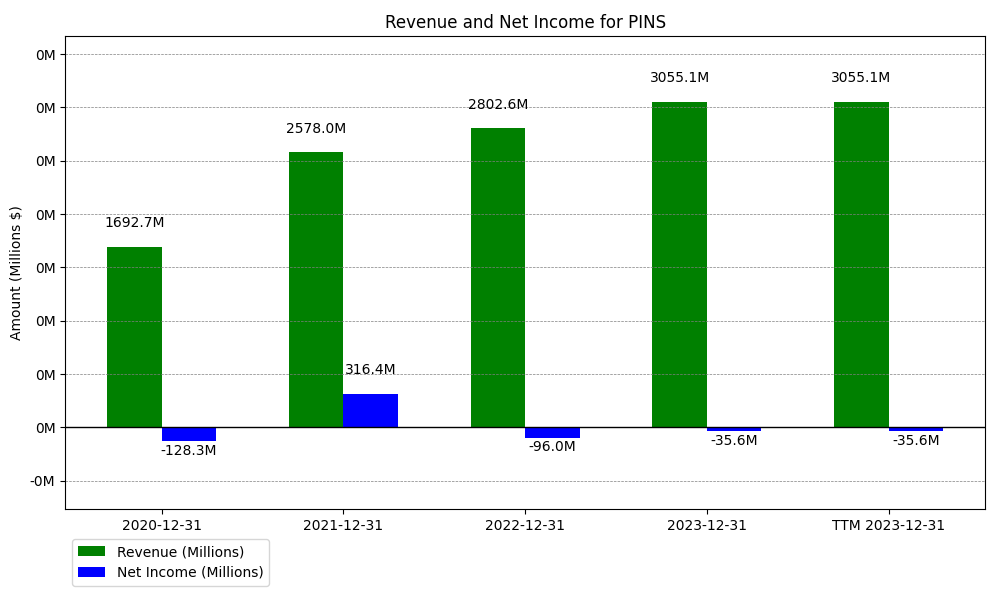 Revenue and Net Income for PINS
Amount (Millions $)
0M
0M
0M
0M
0M
0M
0M
0M
-0M
1692.7M
2578.0M
2802.6M
3055.1M
3055.1M
-128.3M
316.4M
-96.0M
-35.6M
-35.6M
2020-12-31
2021-12-31
2022-12-31
2023-12-31
TTM 2023-12-31
Revenue (Millions)
Net Income (Millions)